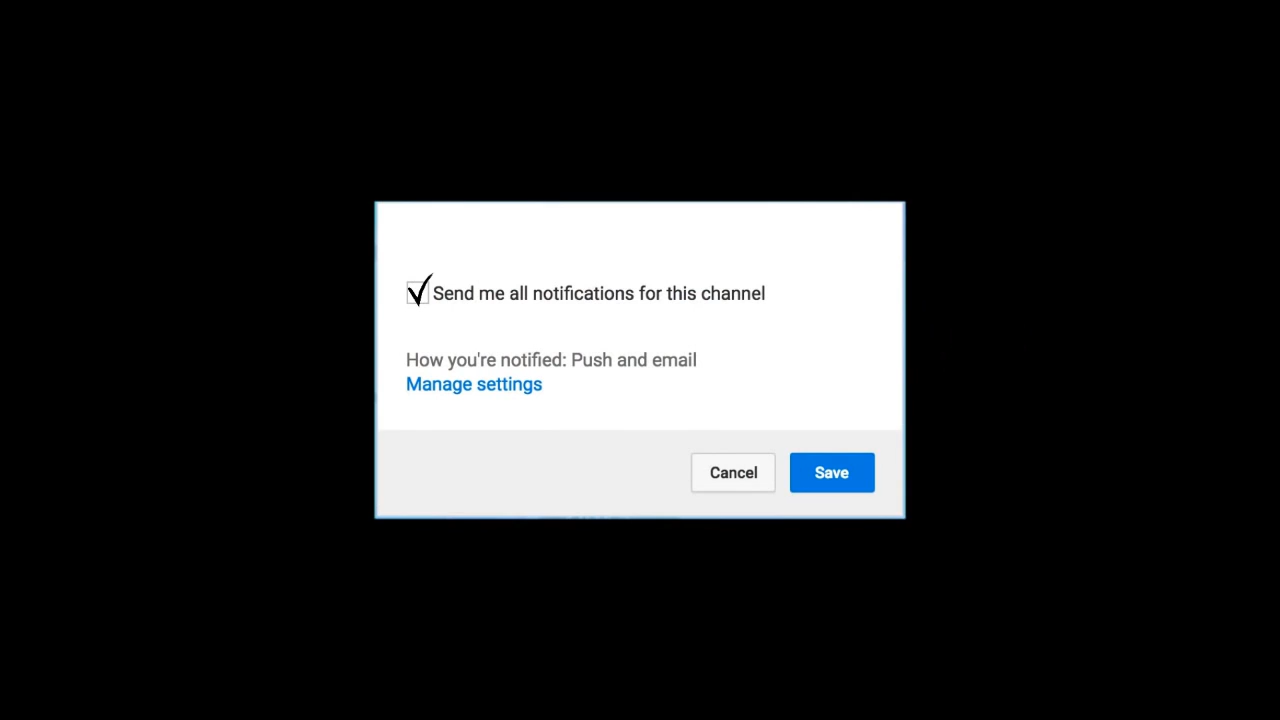 Send me all notifications for this channel
How you're notified: Push and email
Manage settings
Cancel Save